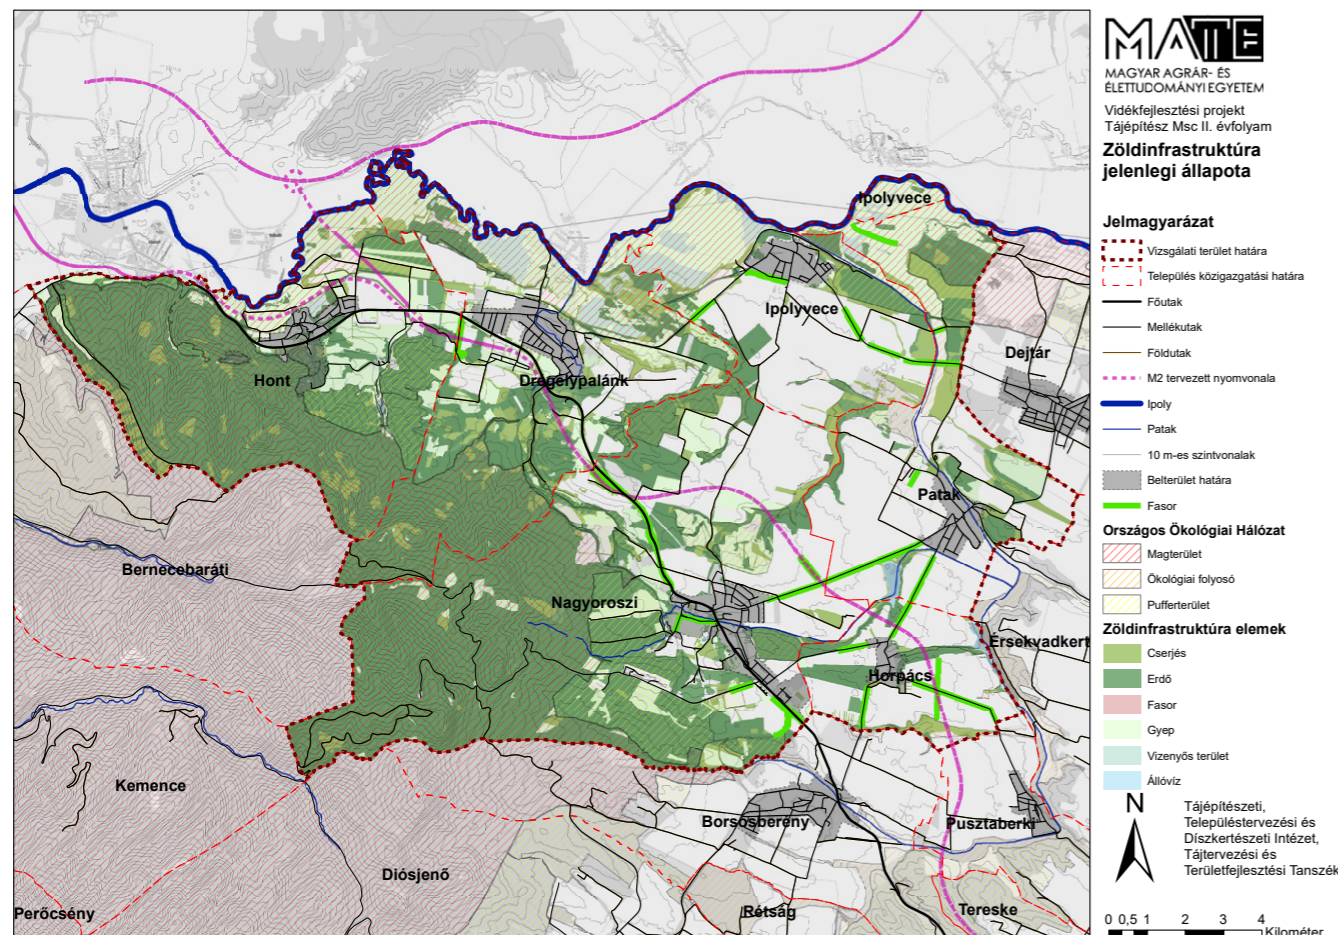 MATE
MAGYAR AGRÁR- ÉS
ÉLETTUDOMÁNYI EGYETEM
Vidékfejlesztési projekt
Tájépítész Msc II. évfolyam
Zöldinfrastruktúra
jelenlegi állapota
Jelmagyarázat
Vizsgálati terület határa
Település közigazgatási határa
Főutak
Mellékutak
Földutak
M2 tervezett nyomvonala
Ipoly
Patak
10 m-es szintvonalak
Belterület határa
Fasor
Országos Ökológiai Hálózat
Magterület
Ökológiai folyosó
Pufferterület
Zöldinfrastruktúra elemek
Cserjés
Erdő
Fasor
Gyep
Vizenyős terület
Állóvíz
N
Tájépítészeti,
Településtervezési és
Díszkertészeti Intézet,
Tájtervezési és
Területfejlesztési Tanszék
0 0,5 1 2 3 4
Kilométer
Ipolyvece
Ipolyvece
Dejtár
Hont
Drégelypalánk
Patak
Bernecebaráti
Nagyoroszi
Érsekvadkert
Horpács
Kemence
Borsosberény
Pusztaberki
Diósjenő
Perőcsény
Rétság
Tereske